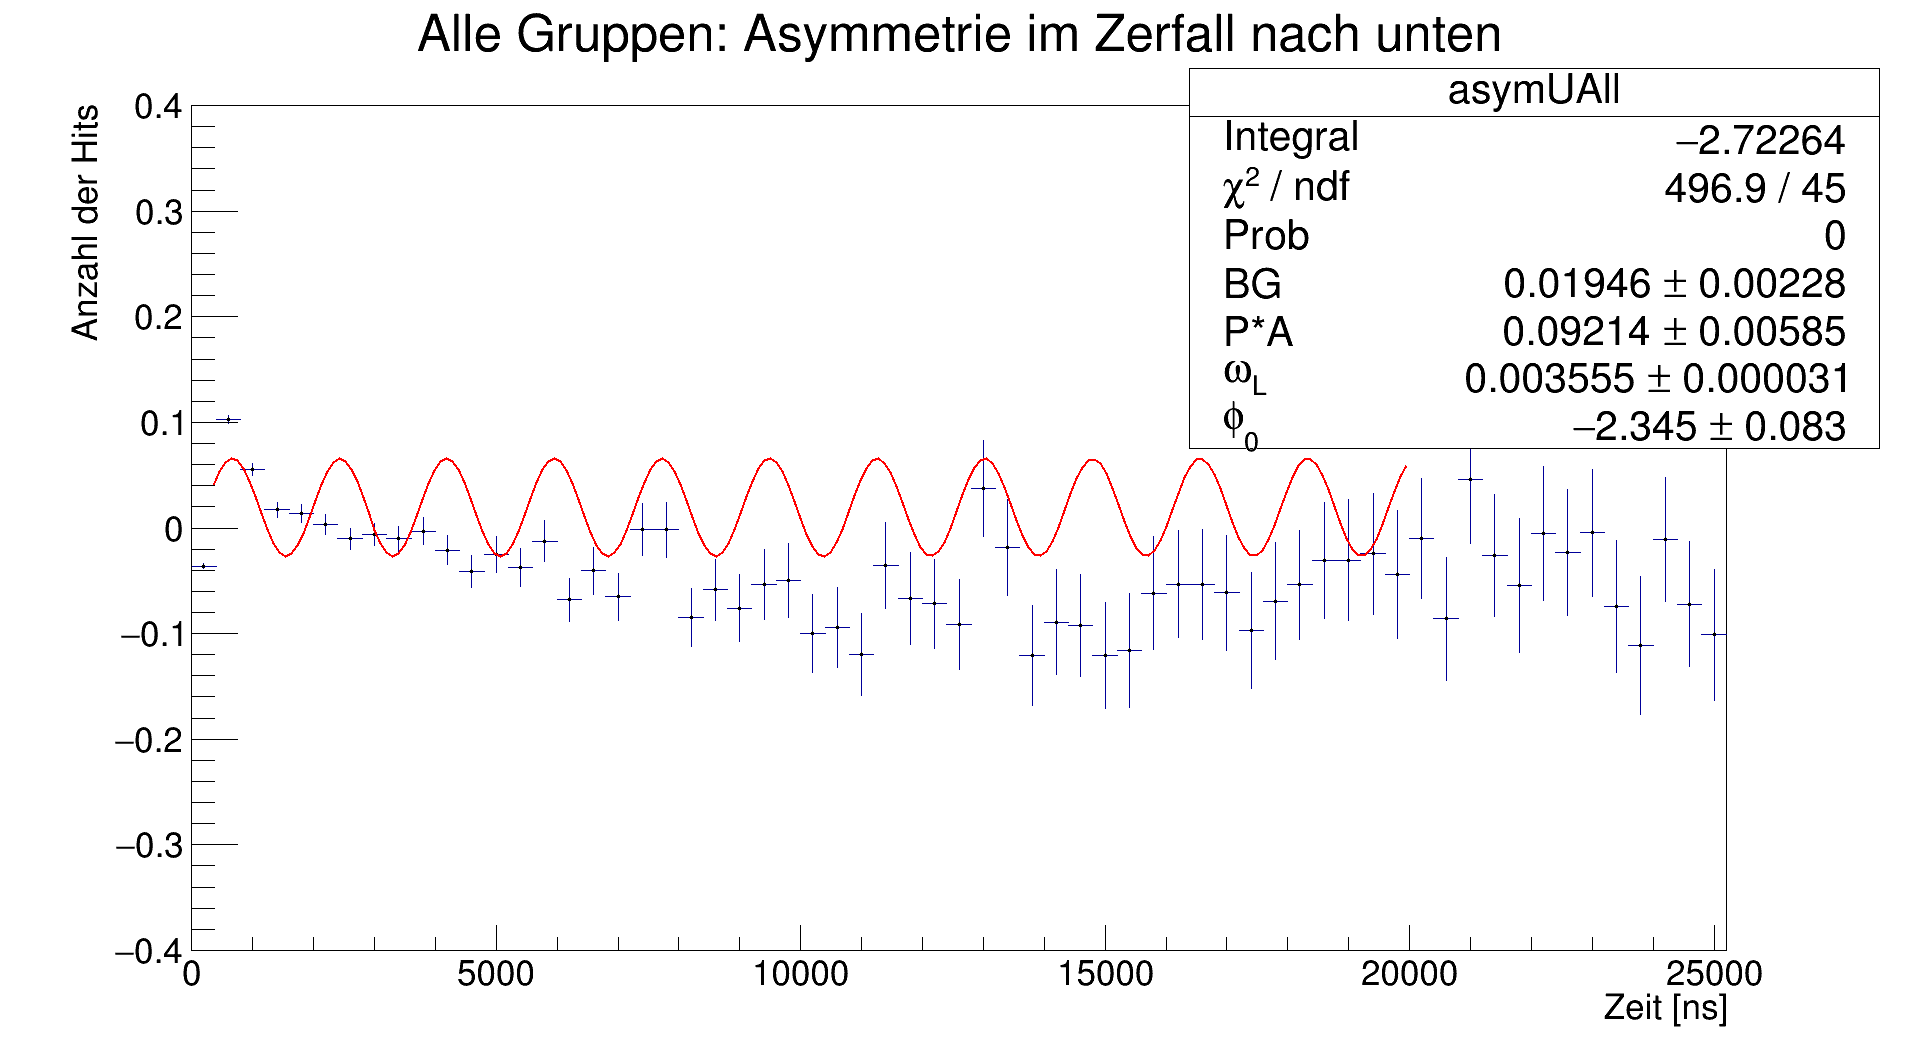 Alle Gruppen: Asymmetrie im Zerfall nach unten
asymUAll
Integral −2.72264
χ² / ndf 496.9 / 45
Prob 0
BG 0.01946 ± 0.00228
P*A 0.09214 ± 0.00585
ω_L 0.003555 ± 0.000031
ϕ_0 −2.345 ± 0.083
Anzahl der Hits
0.4
0.3
0.2
0.1
0
−0.1
−0.2
−0.3
−0.4
0 5000 10000 15000 20000 25000
Zeit [ns]